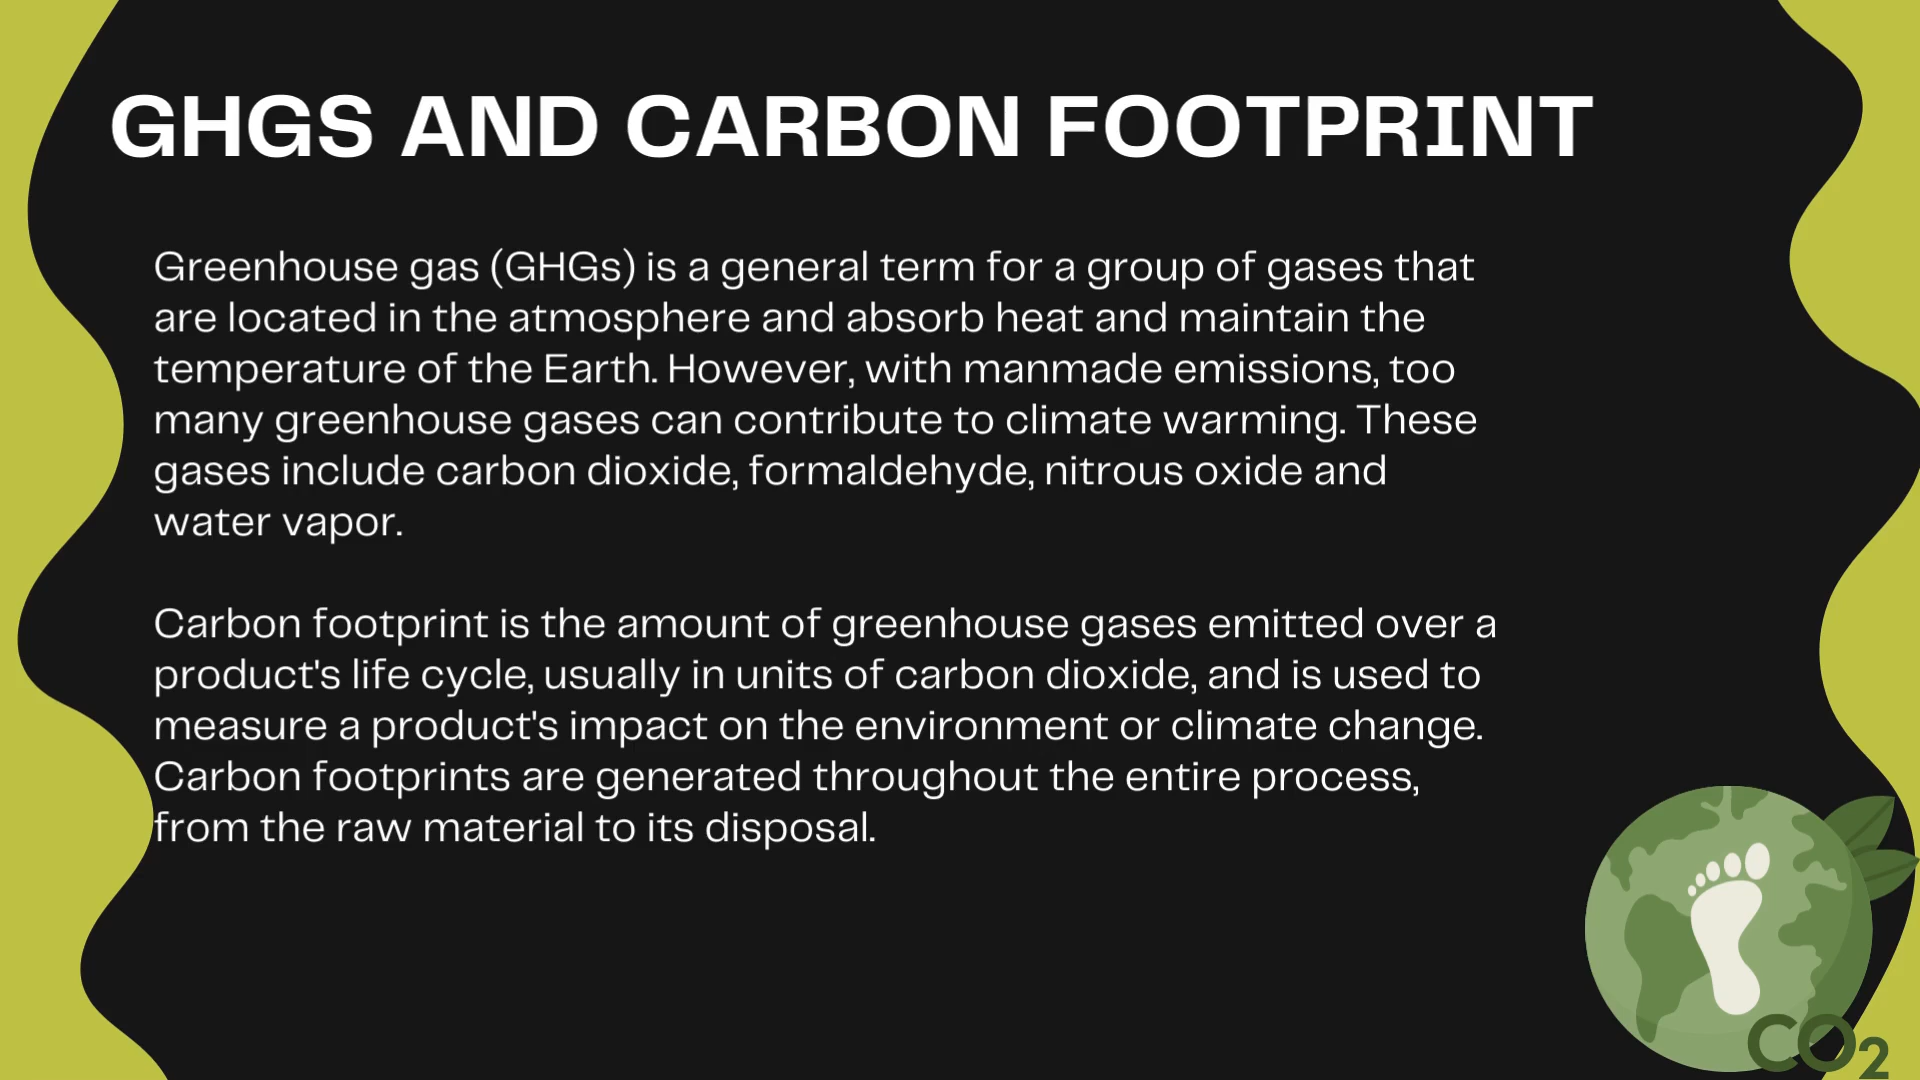 GHGS AND CARBON FOOTPRINT
Greenhouse gas (GHGs) is a general term for a group of gases that
are located in the atmosphere and absorb heat and maintain the
temperature of the Earth. However, with manmade emissions, too
many greenhouse gases can contribute to climate warming. These
gases include carbon dioxide, formaldehyde, nitrous oxide and
water vapor.
Carbon footprint is the amount of greenhouse gases emitted over a
product's life cycle, usually in units of carbon dioxide, and is used to
measure a product's impact on the environment or climate change.
Carbon footprints are generated throughout the entire process,
from the raw material to its disposal.
CO2